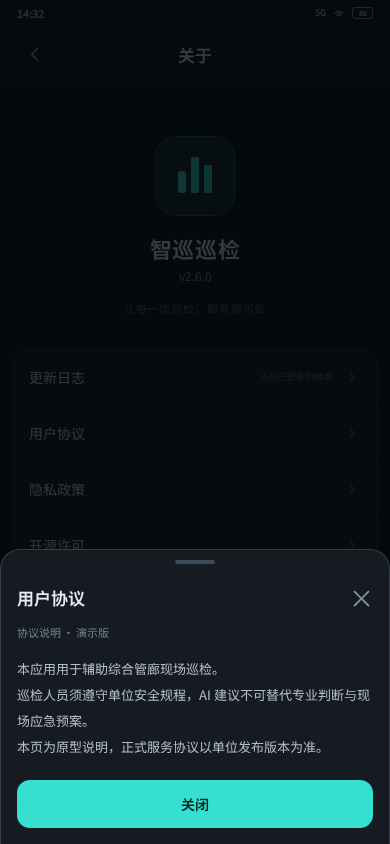 14:32
5G
86
关于
智巡巡检
v2.6.0
让每一次巡检，都有据可依
更新日志
当前已是最新版本
用户协议
隐私政策
开源许可
用户协议
协议说明 · 演示版
本应用用于辅助综合管廊现场巡检。
巡检人员须遵守单位安全规程，AI 建议不可替代专业判断与现
场应急预案。
本页为原型说明，正式服务协议以单位发布版本为准。
关闭